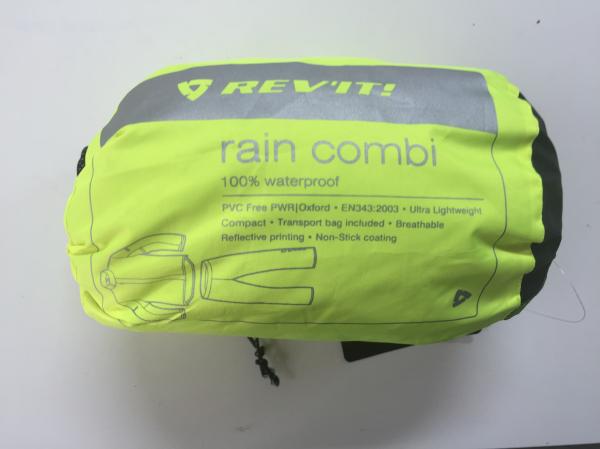 REV'IT!
rain combi
100% waterproof
PVC Free PWR|Oxford • EN343:2003 • Ultra Lightweight
Compact • Transport bag included • Breathable
Reflective printing • Non-Stick coating